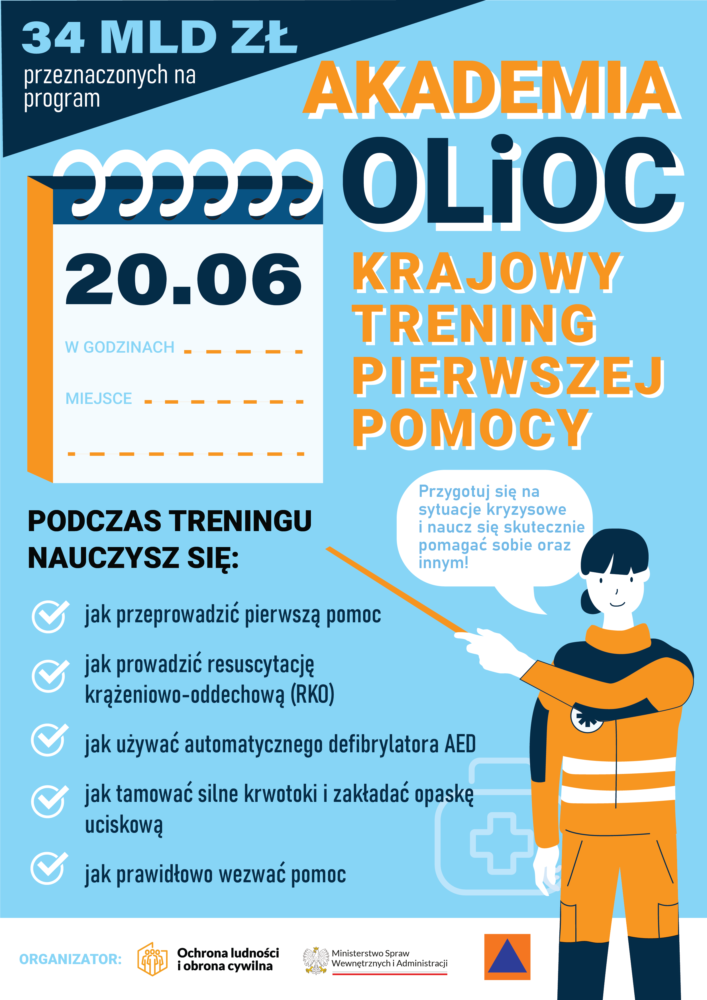 34 MLD ZŁ
przeznaczonych na
program
AKADEMIA
OLiOC
KRAJOWY
TRENING
PIERWSZEJ
POMOCY
20.06
W GODZINACH
MIEJSCE
Przygotuj się na
sytuacje kryzysowe
i naucz się skutecznie
pomagać sobie oraz
innym!
PODCZAS TRENINGU
NAUCZYSZ SIĘ:
jak przeprowadzić pierwszą pomoc
jak prowadzić resuscytację
krążeniowo-oddechową (RKO)
jak używać automatycznego defibrylatora AED
jak tamować silne krwotoki i zakładać opaskę
uciskową
jak prawidłowo wezwać pomoc
ORGANIZATOR:
Ochrona ludności
i obrona cywilna
Ministerstwo Spraw
Wewnętrznych i Administracji